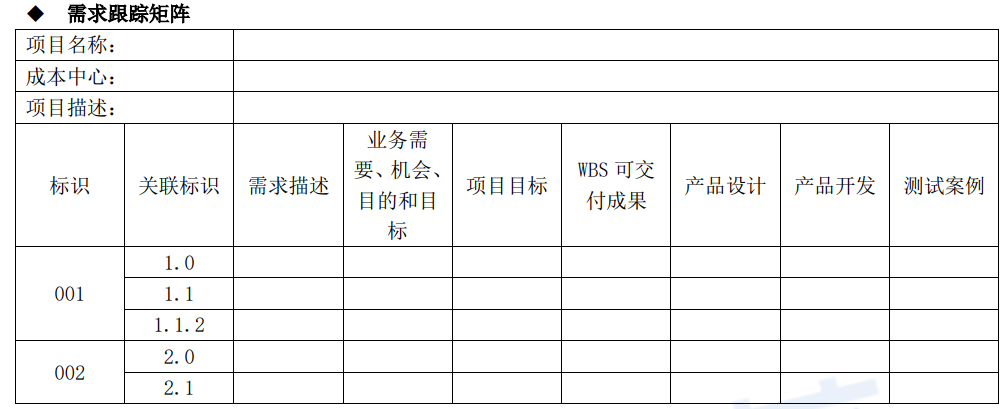 ◆ 需求跟踪矩阵
项目名称：
成本中心：
项目描述：
标识 关联标识 需求描述 业务需要、机会、目的和目标 项目目标 WBS 可交付成果 产品设计 产品开发 测试案例
001 1.0
1.1
1.1.2
002 2.0
2.1